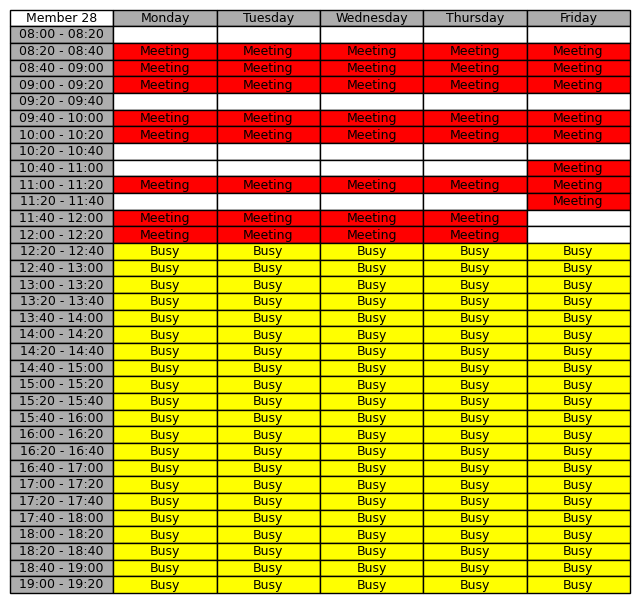 Member 28 Monday Tuesday Wednesday Thursday Friday
08:00 - 08:20
08:20 - 08:40 Meeting Meeting Meeting Meeting Meeting
08:40 - 09:00 Meeting Meeting Meeting Meeting Meeting
09:00 - 09:20 Meeting Meeting Meeting Meeting Meeting
09:20 - 09:40
09:40 - 10:00 Meeting Meeting Meeting Meeting Meeting
10:00 - 10:20 Meeting Meeting Meeting Meeting Meeting
10:20 - 10:40
10:40 - 11:00 Meeting
11:00 - 11:20 Meeting Meeting Meeting Meeting Meeting
11:20 - 11:40 Meeting
11:40 - 12:00 Meeting Meeting Meeting Meeting
12:00 - 12:20 Meeting Meeting Meeting Meeting
12:20 - 12:40 Busy Busy Busy Busy Busy
12:40 - 13:00 Busy Busy Busy Busy Busy
13:00 - 13:20 Busy Busy Busy Busy Busy
13:20 - 13:40 Busy Busy Busy Busy Busy
13:40 - 14:00 Busy Busy Busy Busy Busy
14:00 - 14:20 Busy Busy Busy Busy Busy
14:20 - 14:40 Busy Busy Busy Busy Busy
14:40 - 15:00 Busy Busy Busy Busy Busy
15:00 - 15:20 Busy Busy Busy Busy Busy
15:20 - 15:40 Busy Busy Busy Busy Busy
15:40 - 16:00 Busy Busy Busy Busy Busy
16:00 - 16:20 Busy Busy Busy Busy Busy
16:20 - 16:40 Busy Busy Busy Busy Busy
16:40 - 17:00 Busy Busy Busy Busy Busy
17:00 - 17:20 Busy Busy Busy Busy Busy
17:20 - 17:40 Busy Busy Busy Busy Busy
17:40 - 18:00 Busy Busy Busy Busy Busy
18:00 - 18:20 Busy Busy Busy Busy Busy
18:20 - 18:40 Busy Busy Busy Busy Busy
18:40 - 19:00 Busy Busy Busy Busy Busy
19:00 - 19:20 Busy Busy Busy Busy Busy